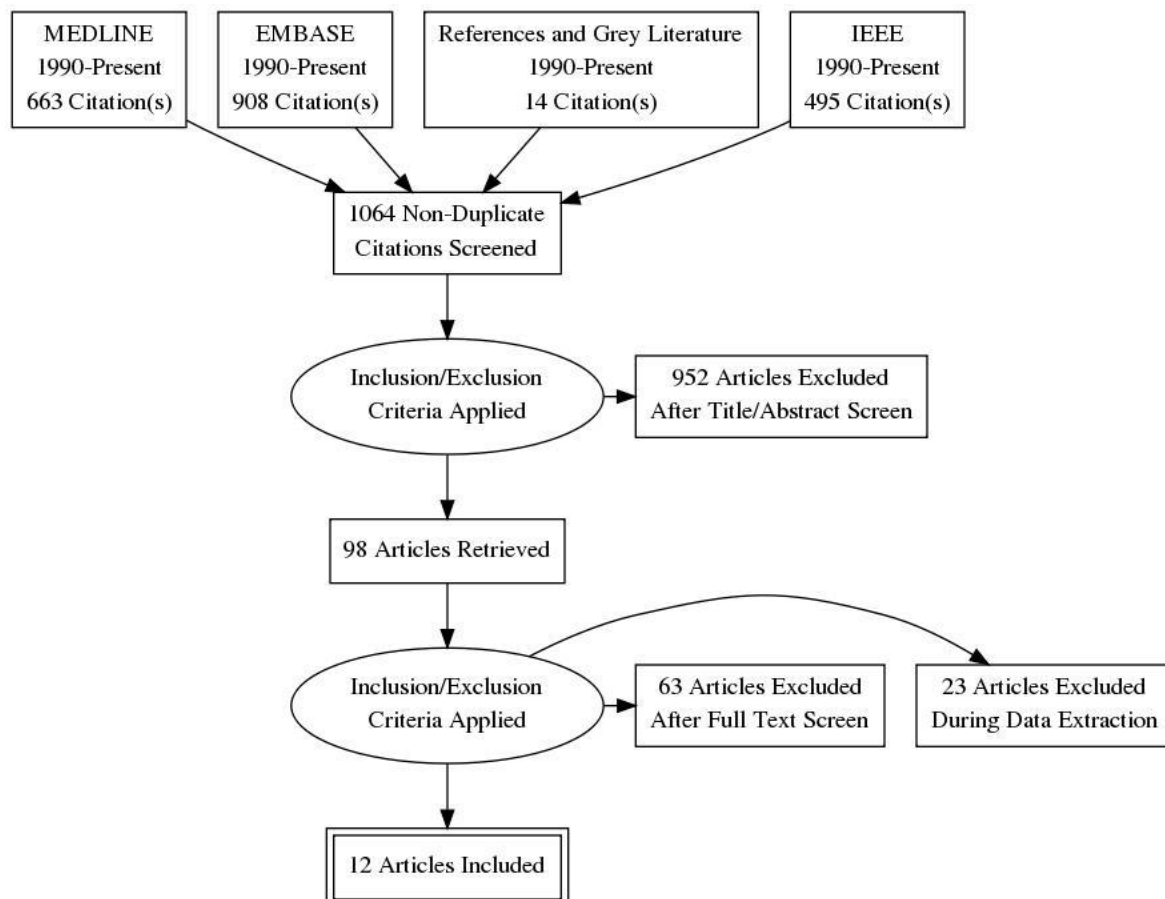 MEDLINE
1990-Present
663 Citation(s)
EMBASE
1990-Present
908 Citation(s)
References and Grey Literature
1990-Present
14 Citation(s)
IEEE
1990-Present
495 Citation(s)
1064 Non-Duplicate
Citations Screened
Inclusion/Exclusion
Criteria Applied
952 Articles Excluded
After Title/Abstract Screen
98 Articles Retrieved
Inclusion/Exclusion
Criteria Applied
63 Articles Excluded
After Full Text Screen
23 Articles Excluded
During Data Extraction
12 Articles Included